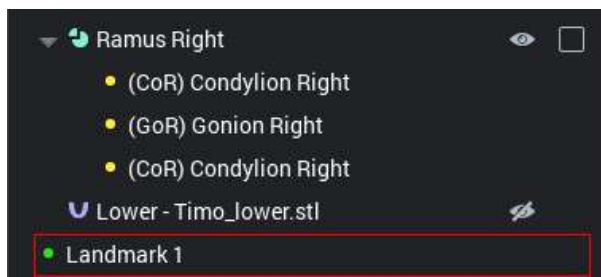 Ramus Right
(CoR) Condylion Right
(GoR) Gonion Right
(CoR) Condylion Right
Lower - Timo_lower.stl
Landmark 1